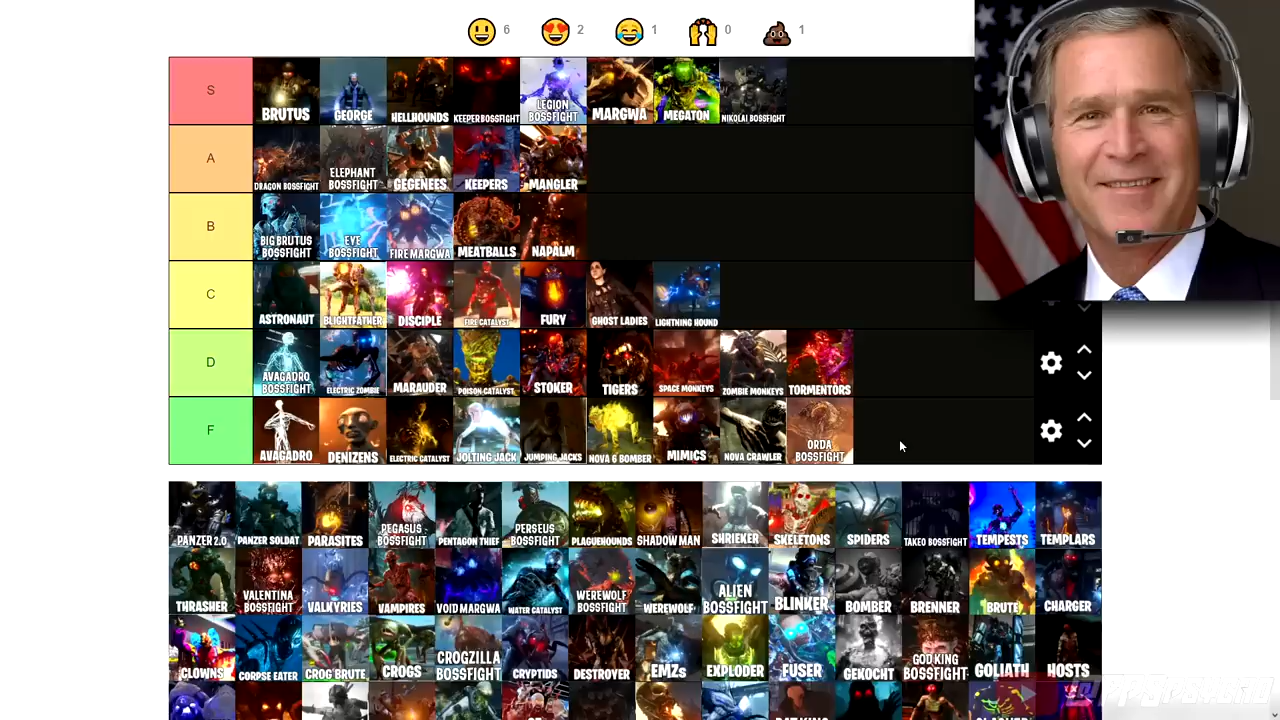 6 2 1 0 1
S BRUTUS GEORGE HELLHOUNDS KEEPER BOSSFIGHT LEGION BOSSFIGHT MARGWA MEGATON NIKOLAI BOSSFIGHT
A DRAGON BOSSFIGHT ELEPHANT BOSSFIGHT GEGENEES KEEPERS MANGLER
B BIG BRUTUS BOSSFIGHT EYE BOSSFIGHT FIRE MARGWA MEATBALLS NAPALM
C ASTRONAUT BLIGHTFATHER DISCIPLE FIRE CATALYST FURY GHOST LADIES LIGHTNING HOUND
D AVAGADRO BOSSFIGHT ELECTRIC ZOMBIE MARAUDER POISON CATALYST STOKER TIGERS SPACE MONKEYS ZOMBIE MONKEYS TORMENTORS
F AVAGADRO DENIZENS ELECTRIC CATALYST JOLTING JACK JUMPING JACKS NOVA 6 BOMBER MIMICS NOVA CRAWLER ORDA BOSSFIGHT
PANZER 2.0 PANZER SOLDAT PARASITES PEGASUS BOSSFIGHT PENTAGON THIEF PERSEUS BOSSFIGHT PLAGUEHOUNDS SHADOW MAN SHRIEKER SKELETONS SPIDERS TAKEO BOSSFIGHT TEMPESTS TEMPLARS
THRASHER VALENTINA BOSSFIGHT VALKYRIES VAMPIRES VOID MARGWA WATER CATALYST WEREWOLF BOSSFIGHT WEREWOLF ALIEN BOSSFIGHT BLINKER BOMBER BRENNER BRUTE CHARGER
CLOWNS CORPSE EATER CROG BRUTE CROGS CROGZILLA BOSSFIGHT CRYPTIDS DESTROYER EMZs EXPLODER FUSER GEKOCHT GOD KING BOSSFIGHT GOLIATH HOSTS